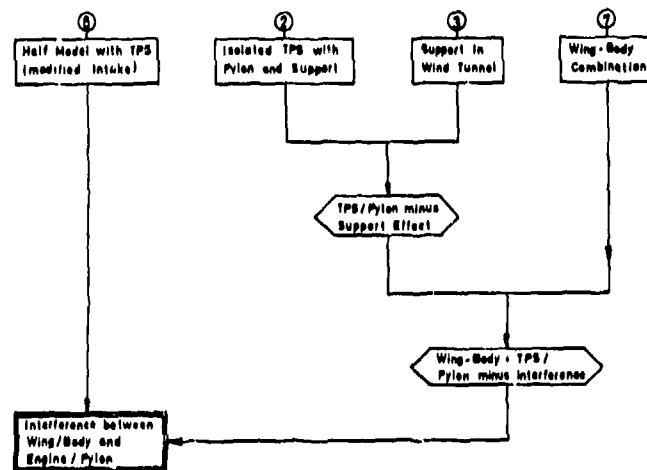 ⑥
Half Model with TPS
(modified Intake)
②
Isolated TPS with
Pylon and Support
③
Support in
Wind Tunnel
⑦
Wing-Body
Combination
TPS/Pylon minus
Support Effect
Wing-Body + TPS/
Pylon minus Interference
Interference between
Wing/Body and
Engine/Pylon